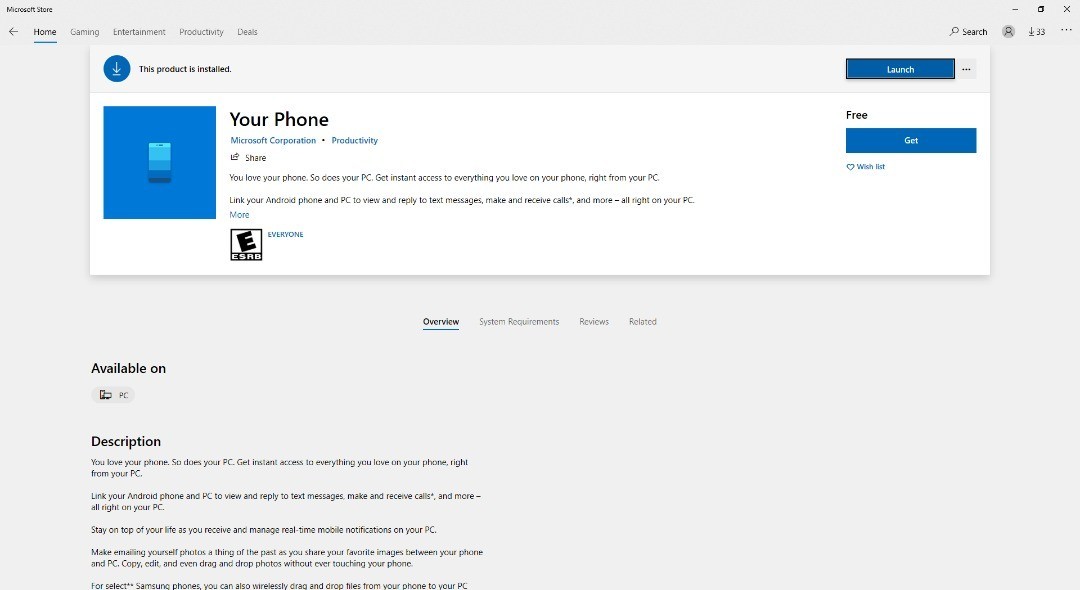 Microsoft Store
Home Gaming Entertainment Productivity Deals Search 33
This product is installed. Launch
Your Phone
Microsoft Corporation • Productivity
Share
You love your phone. So does your PC. Get instant access to everything you love on your phone, right from your PC.
Link your Android phone and PC to view and reply to text messages, make and receive calls*, and more – all right on your PC.
More
E
ESRB
EVERYONE
Free
Get
Wish list
Overview System Requirements Reviews Related
Available on
PC
Description
You love your phone. So does your PC. Get instant access to everything you love on your phone, right
from your PC.
Link your Android phone and PC to view and reply to text messages, make and receive calls*, and more –
all right on your PC.
Stay on top of your life as you receive and manage real-time mobile notifications on your PC.
Make emailing yourself photos a thing of the past as you share your favorite images between your phone
and PC. Copy, edit, and even drag and drop photos without ever touching your phone.
For select** Samsung phones, you can also wirelessly drag and drop files from your phone to your PC